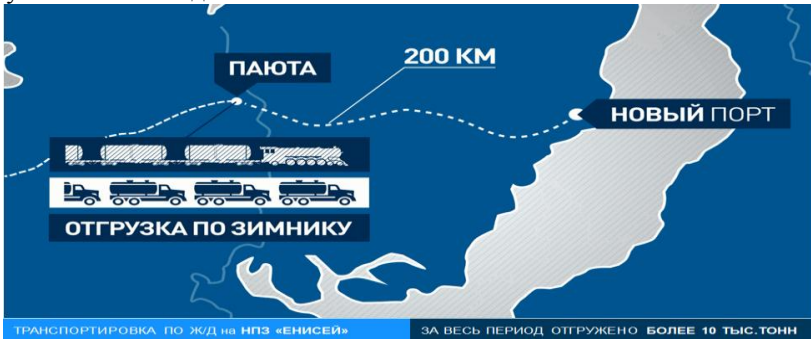 ПАЮТА
200 КМ
НОВЫЙ ПОРТ
ОТГРУЗКА ПО ЗИМНИКУ
ТРАНСПОРТИРОВКА ПО Ж/Д на НПЗ «ЕНИСЕЙ»
ЗА ВЕСЬ ПЕРИОД ОТГРУЖЕНО БОЛЕЕ 10 ТЫС.ТОНН